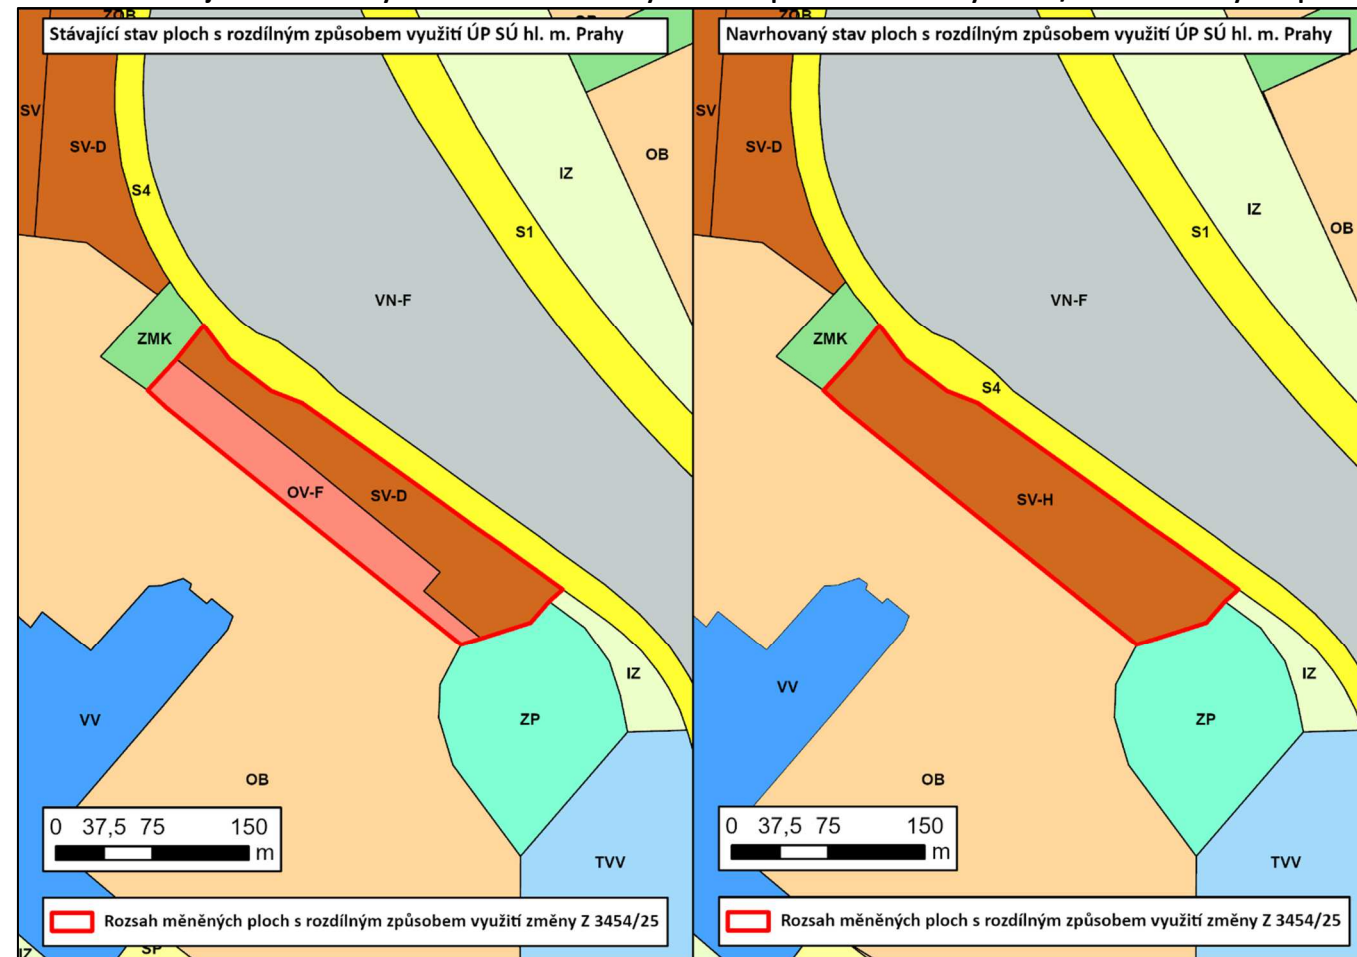 Stávající stav ploch s rozdílným způsobem využití ÚP SÚ hl. m. Prahy
SV
SV-D
S4
OB
IZ
S1
VN-F
ZMK
OV-F
SV-D
IZ
VV
ZP
OB
0 37,5 75 150
m
TVV
Rozsah měněných ploch s rozdílným způsobem využití změny Z 3454/25
SP
Navrhovaný stav ploch s rozdílným způsobem využití ÚP SÚ hl. m. Prahy
SV
SV-D
IZ
OB
S1
VN-F
ZMK
S4
SV-H
IZ
VV
ZP
OB
0 37,5 75 150
m
TVV
Rozsah měněných ploch s rozdílným způsobem využití změny Z 3454/25